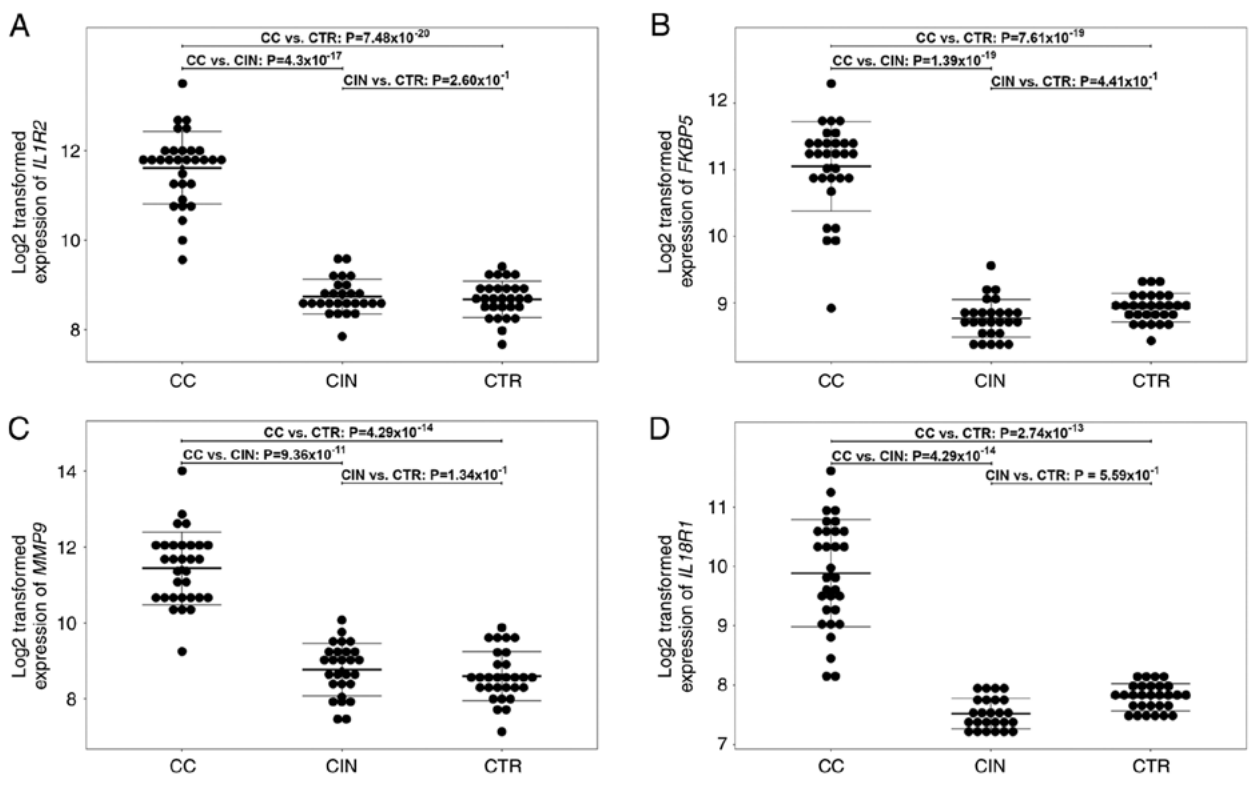 A
CC vs. CTR: P=7.48x10-20
CC vs. CIN: P=4.3x10-17
CIN vs. CTR: P=2.60x10-1
Log2 transformed
expression of IL1R2
12
10
8
CC CIN CTR
B
CC vs. CTR: P=7.61x10-19
CC vs. CIN: P=1.39x10-19
CIN vs. CTR: P=4.41x10-1
Log2 transformed
expression of FKBP5
12
11
10
9
CC CIN CTR
C
CC vs. CTR: P=4.29x10-14
CC vs. CIN: P=9.36x10-11
CIN vs. CTR: P=1.34x10-1
Log2 transformed
expression of MMP9
14
12
10
8
CC CIN CTR
D
CC vs. CTR: P=2.74x10-13
CC vs. CIN: P=4.29x10-14
CIN vs. CTR: P = 5.59x10-1
Log2 transformed
expression of IL18R1
11
10
9
8
7
CC CIN CTR